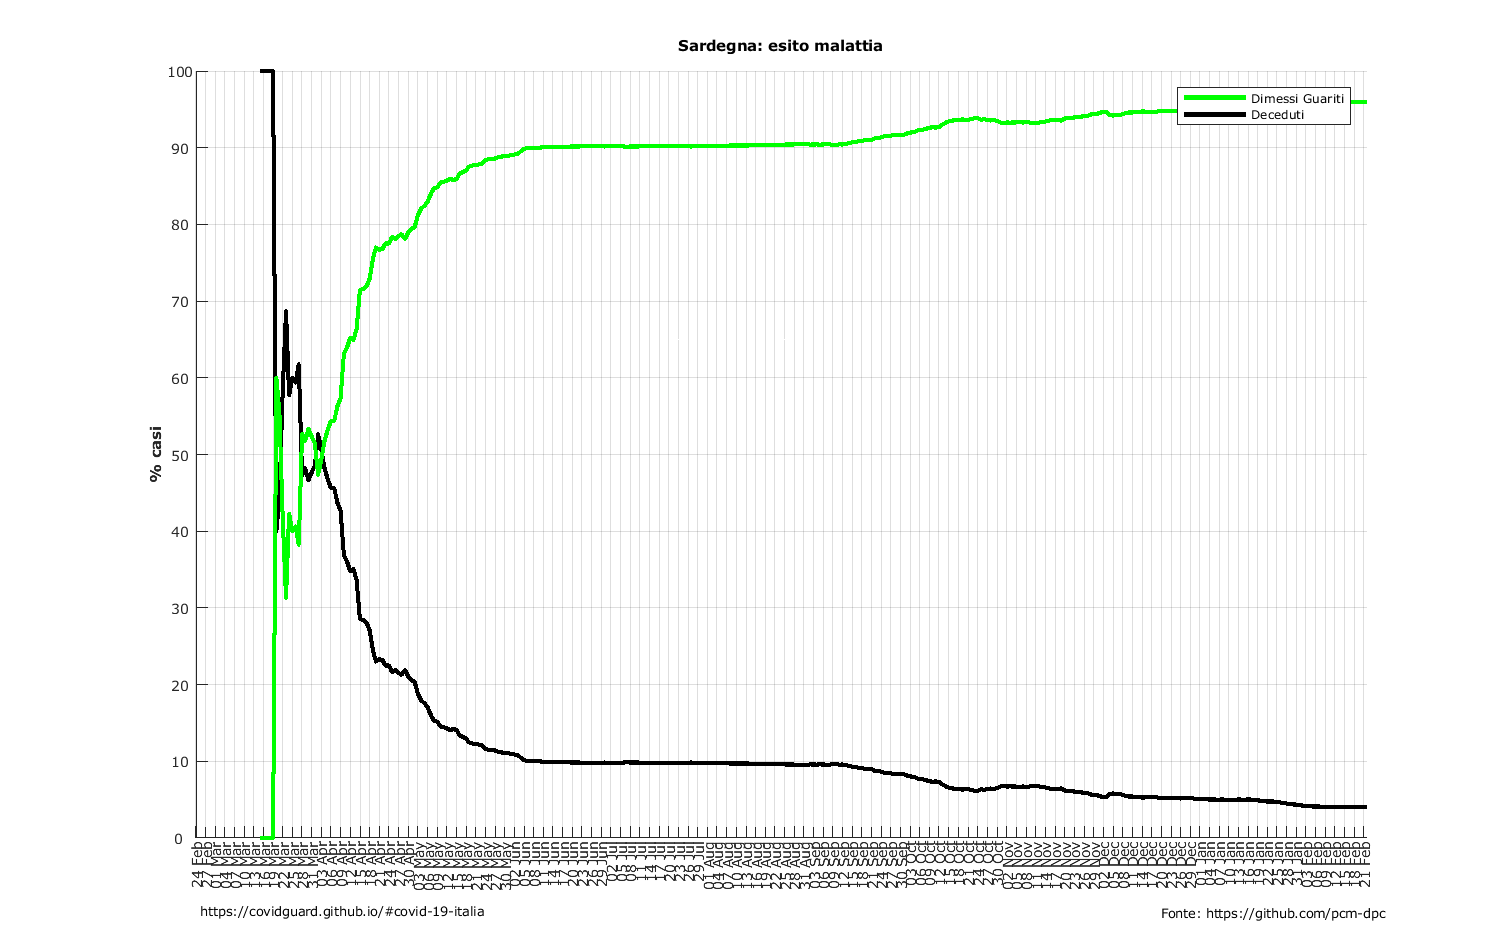 Sardegna: esito malattia
100
90
80
70
60
50
40
30
20
10
0
% casi
Dimessi Guariti
Deceduti
24 Feb
27 Feb
01 Mar
04 Mar
07 Mar
10 Mar
13 Mar
16 Mar
19 Mar
22 Mar
25 Mar
28 Mar
31 Mar
03 Apr
06 Apr
09 Apr
12 Apr
15 Apr
18 Apr
21 Apr
24 Apr
27 Apr
30 Apr
03 May
06 May
09 May
12 May
15 May
18 May
21 May
24 May
27 May
30 May
02 Jun
05 Jun
08 Jun
11 Jun
14 Jun
17 Jun
20 Jun
23 Jun
26 Jun
29 Jun
02 Jul
05 Jul
08 Jul
11 Jul
14 Jul
17 Jul
20 Jul
23 Jul
26 Jul
29 Jul
01 Aug
04 Aug
07 Aug
10 Aug
13 Aug
16 Aug
19 Aug
22 Aug
25 Aug
28 Aug
31 Aug
03 Sep
06 Sep
09 Sep
12 Sep
15 Sep
18 Sep
21 Sep
24 Sep
27 Sep
30 Sep
03 Oct
06 Oct
09 Oct
12 Oct
15 Oct
18 Oct
21 Oct
24 Oct
27 Oct
30 Oct
02 Nov
05 Nov
08 Nov
11 Nov
14 Nov
17 Nov
20 Nov
23 Nov
26 Nov
29 Nov
02 Dec
05 Dec
08 Dec
11 Dec
14 Dec
17 Dec
20 Dec
23 Dec
26 Dec
29 Dec
01 Jan
04 Jan
07 Jan
10 Jan
13 Jan
16 Jan
19 Jan
22 Jan
25 Jan
28 Jan
31 Jan
03 Feb
06 Feb
09 Feb
12 Feb
15 Feb
18 Feb
21 Feb
https://covidguard.github.io/#covid-19-italia
Fonte: https://github.com/pcm-dpc